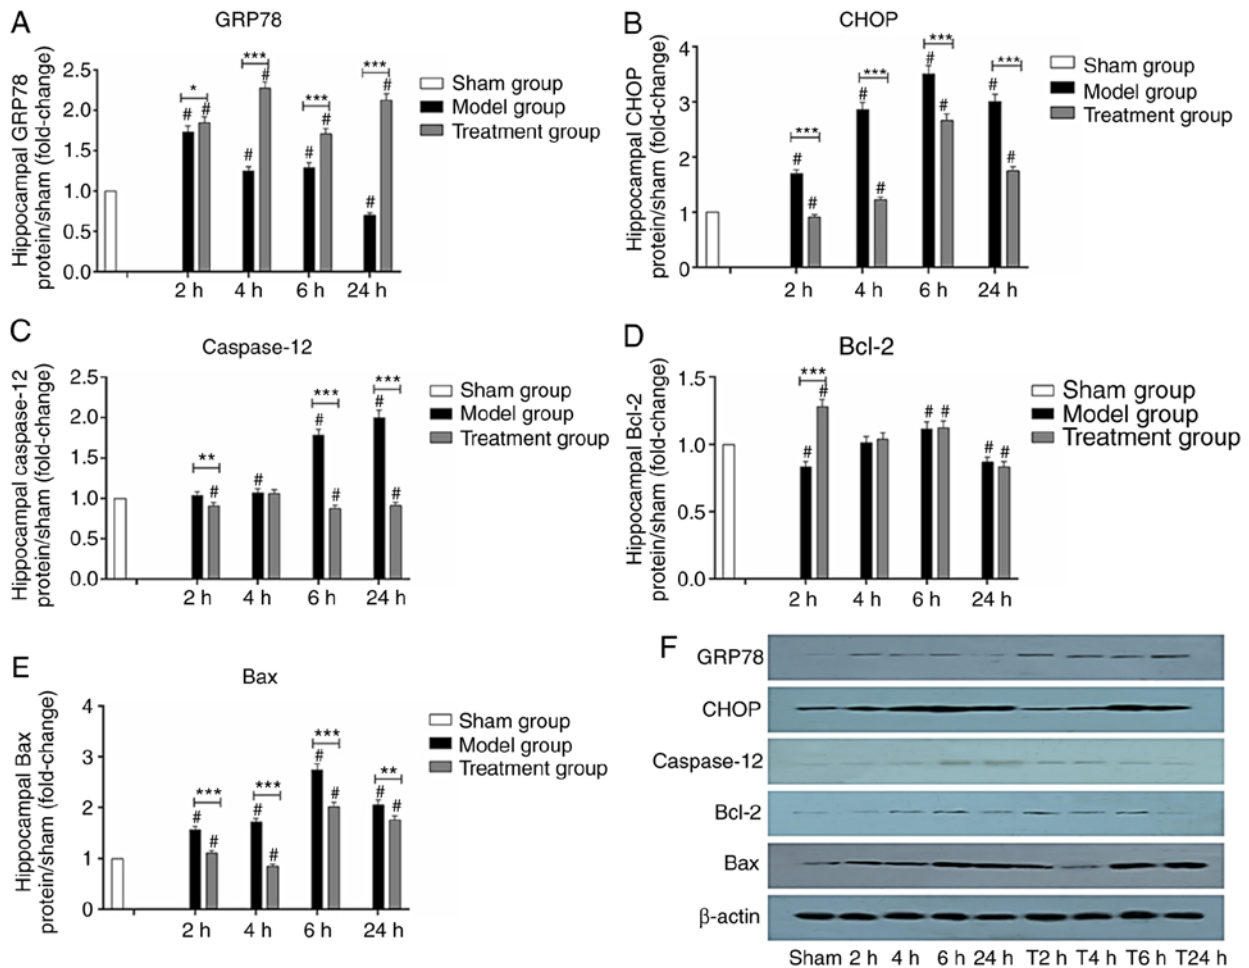 A
GRP78
Hippocampal GRP78
protein/sham (fold-change)
2.5
2.0
1.5
1.0
0.5
0.0
* *** *** ***
# # # # # # # #
2 h 4 h 6 h 24 h
Sham group
Model group
Treatment group
B
CHOP
Hippocampal CHOP
protein/sham (fold-change)
4
3
2
1
0
*** *** *** ***
# # # # # # # #
2 h 4 h 6 h 24 h
Sham group
Model group
Treatment group
C
Caspase-12
Hippocampal caspase-12
protein/sham (fold-change)
2.5
2.0
1.5
1.0
0.5
0.0
** *** ***
# # # # # #
2 h 4 h 6 h 24 h
Sham group
Model group
Treatment group
D
Bcl-2
Hippocampal Bcl-2
protein/sham (fold-change)
1.5
1.0
0.5
0.0
***
# # # # # #
2 h 4 h 6 h 24 h
Sham group
Model group
Treatment group
E
Bax
Hippocampal Bax
protein/sham (fold-change)
4
3
2
1
0
*** *** *** **
# # # # # # # #
2 h 4 h 6 h 24 h
Sham group
Model group
Treatment group
F
GRP78
CHOP
Caspase-12
Bcl-2
Bax
β-actin
Sham 2 h 4 h 6 h 24 h T2 h T4 h T6 h T24 h